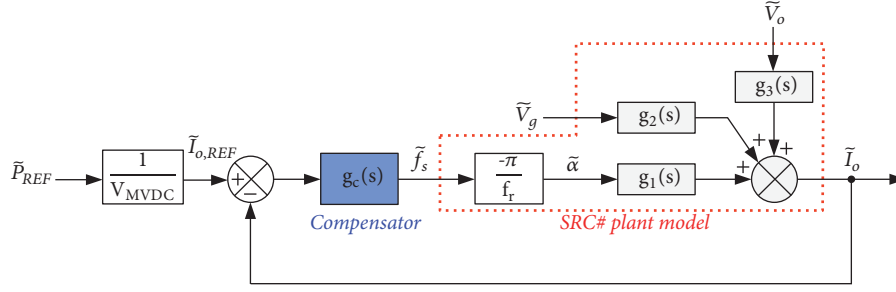 Ṽo
g3(s)
Ṽg
g2(s)
+
+
+
P̃REF
1
VMVDC
Ĩo,REF
+
−
gc(s)
f̃s
-π
fr
α̃
g1(s)
Ĩo
Compensator
SRC# plant model